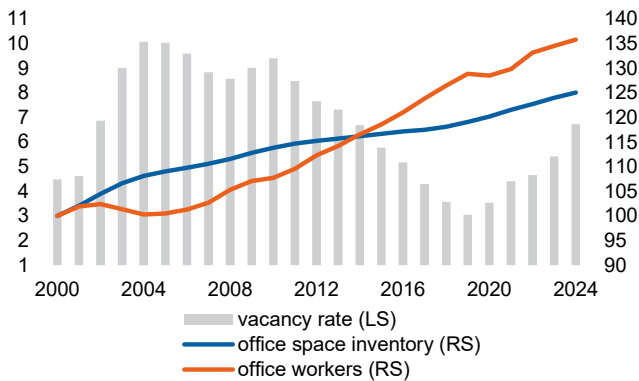 11 140
10 135
9 130
8 125
7 120
6 115
5 110
4 105
3 100
2 95
1 90
2000 2004 2008 2012 2016 2020 2024
vacancy rate (LS)
office space inventory (RS)
office workers (RS)